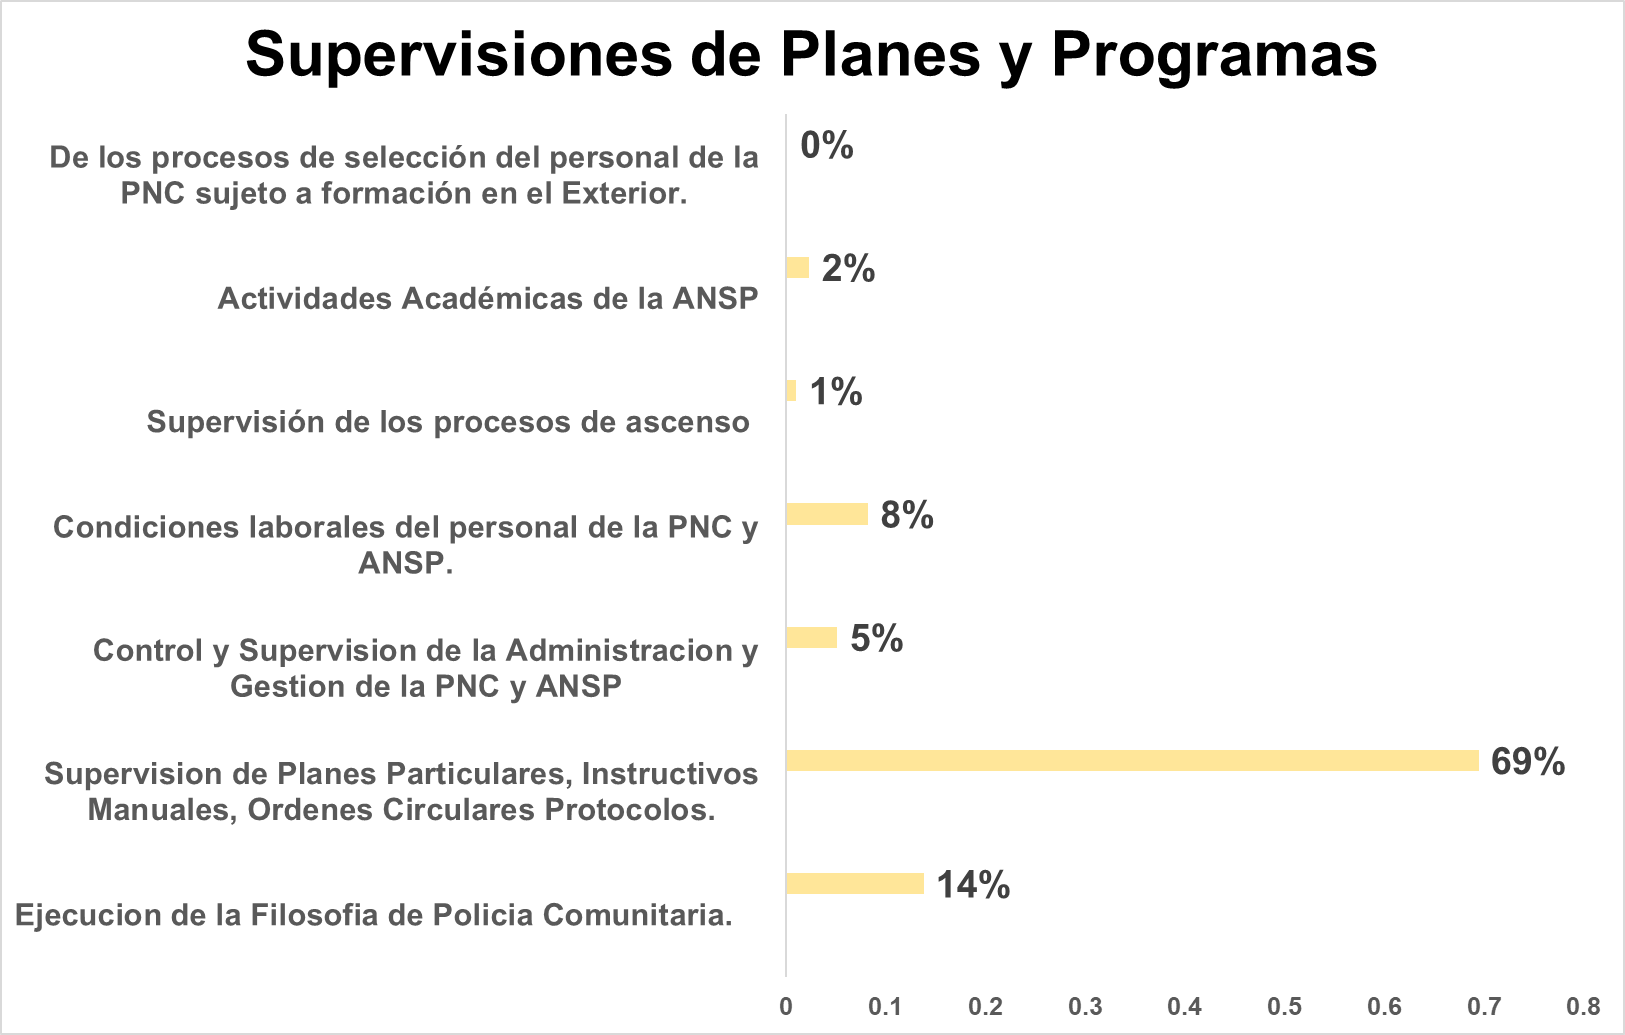 Supervisiones de Planes y Programas
De los procesos de selección del personal de la
PNC sujeto a formación en el Exterior.
0%
Actividades Académicas de la ANSP
2%
Supervisión de los procesos de ascenso
1%
Condiciones laborales del personal de la PNC y
ANSP.
8%
Control y Supervision de la Administracion y
Gestion de la PNC y ANSP
5%
Supervision de Planes Particulares, Instructivos
Manuales, Ordenes Circulares Protocolos.
69%
Ejecucion de la Filosofia de Policia Comunitaria.
14%
0 0.1 0.2 0.3 0.4 0.5 0.6 0.7 0.8